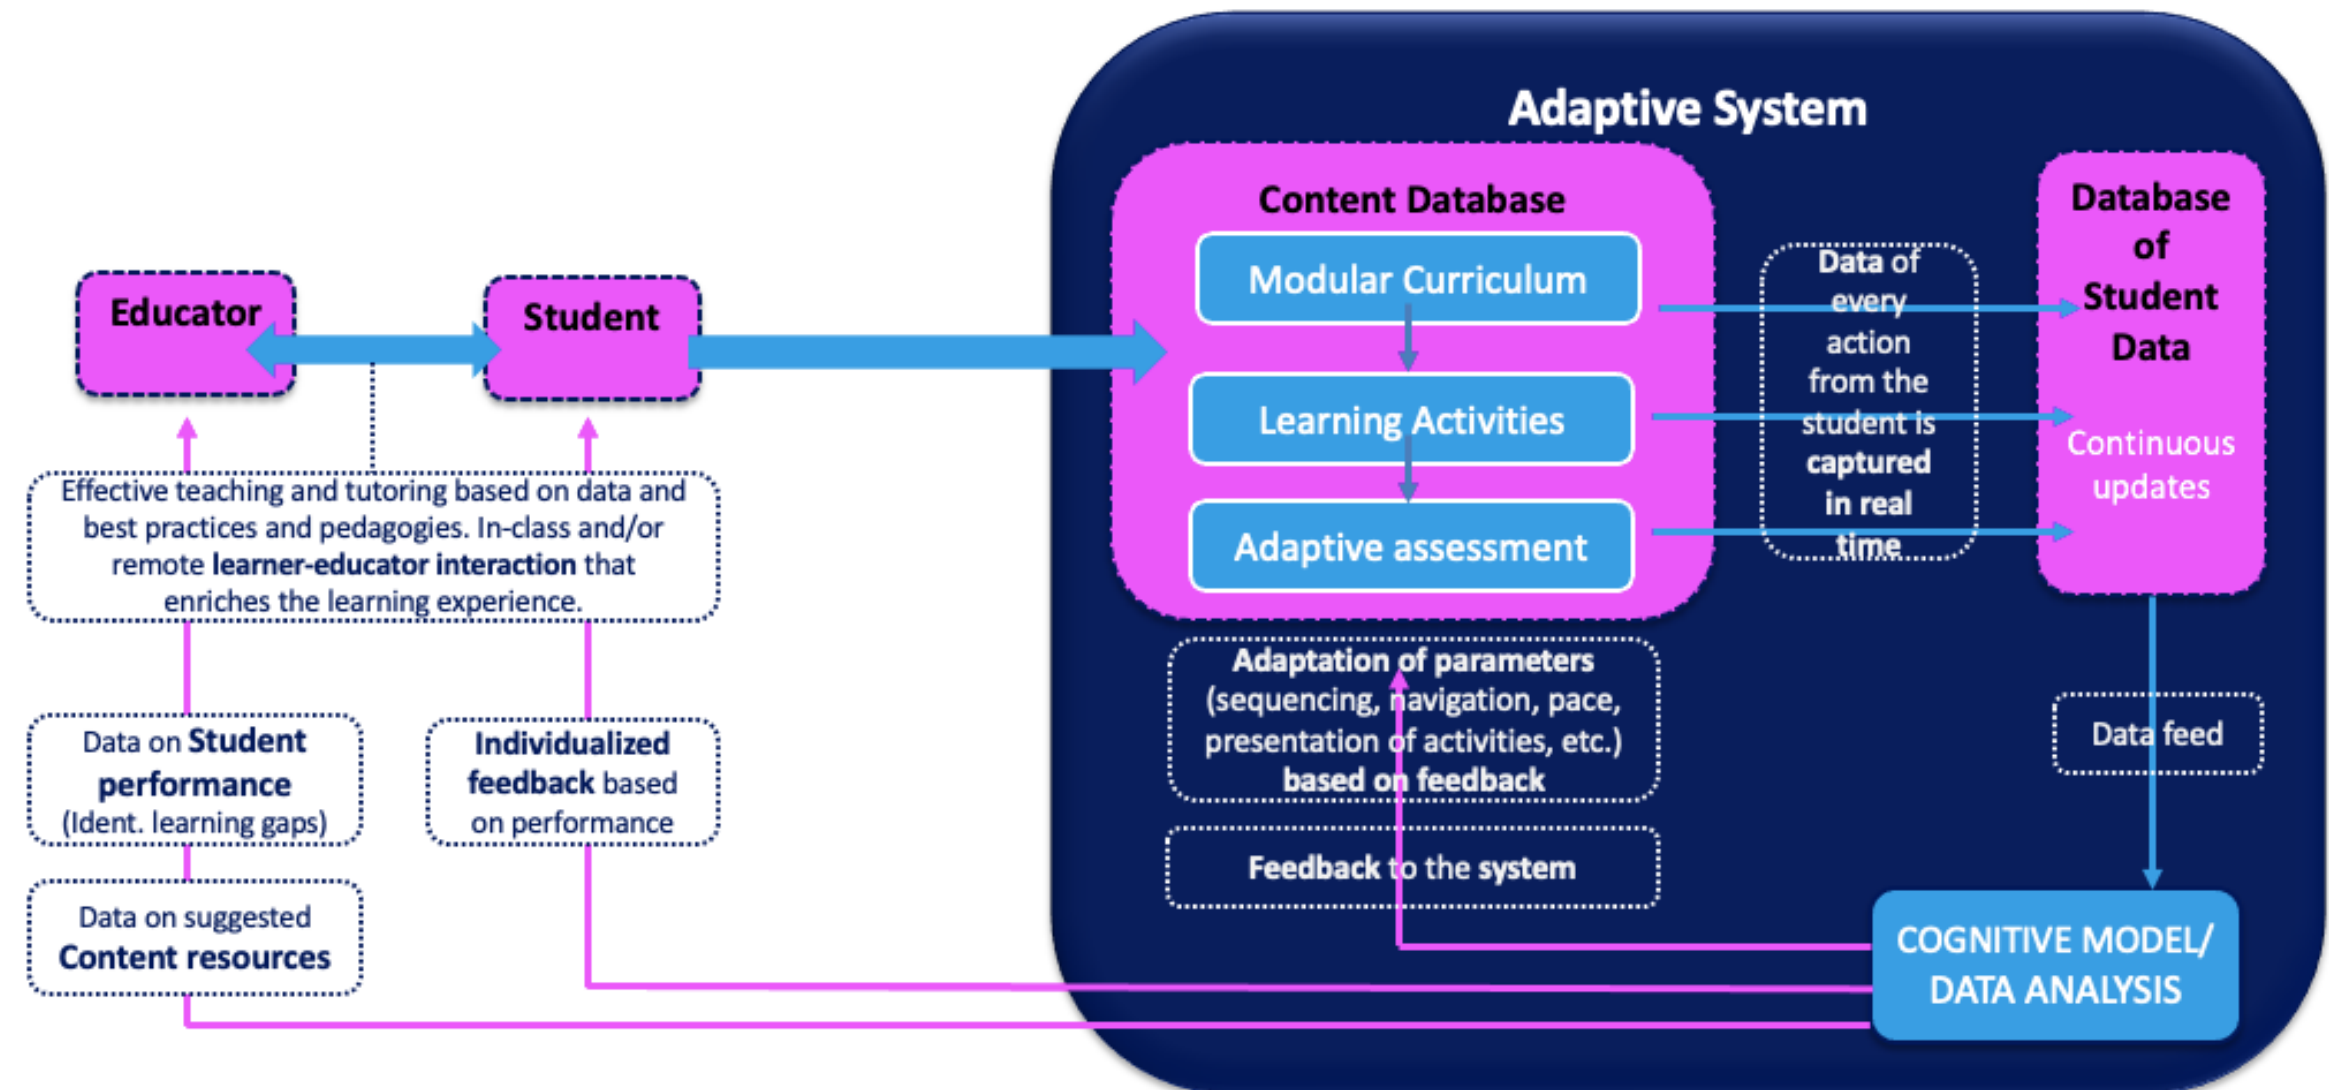 Adaptive System
Educator
Student
Effective teaching and tutoring based on data and
best practices and pedagogies. In-class and/or
remote learner-educator interaction that
enriches the learning experience.
Data on Student
performance
(Ident. learning gaps)
Individualized
feedback based
on performance
Data on suggested
Content resources
Content Database
Modular Curriculum
Learning Activities
Adaptive assessment
Data of
every
action
from the
student is
captured
in real
time
Database
of
Student
Data
Continuous
updates
Adaptation of parameters
(sequencing, navigation, pace,
presentation of activities, etc.)
based on feedback
Feedback to the system
Data feed
COGNITIVE MODEL/
DATA ANALYSIS